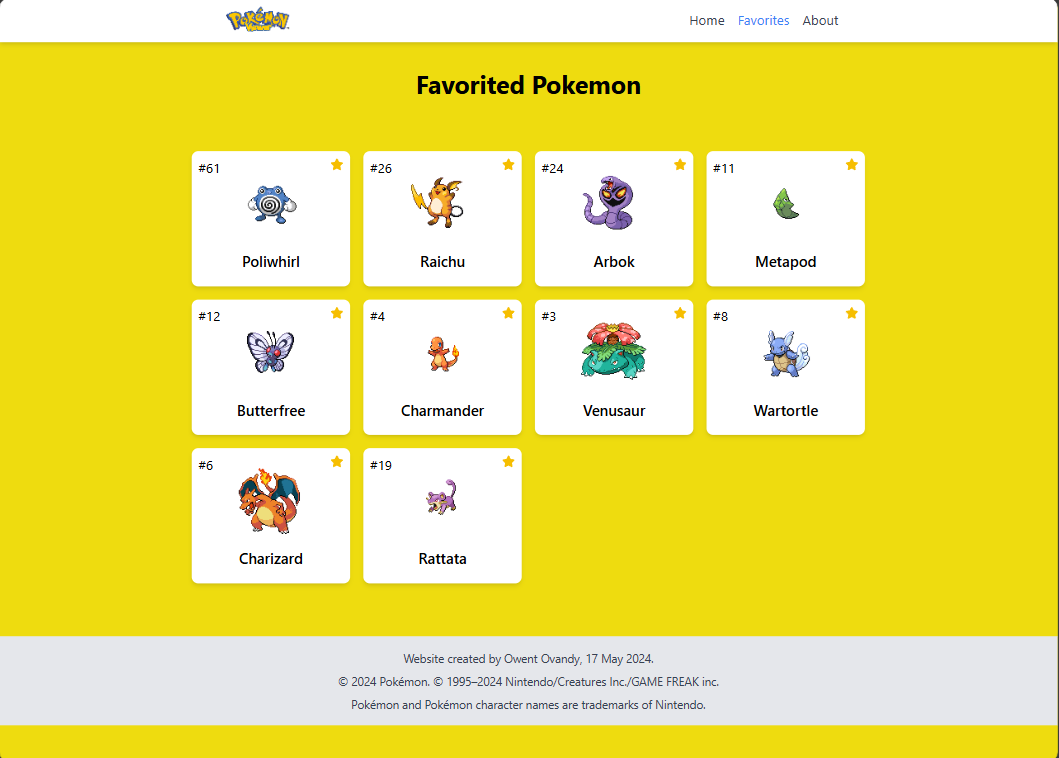 Pokémon
Home Favorites About
Favorited Pokemon
#61 #26 #24 #11
Poliwhirl Raichu Arbok Metapod
#12 #4 #3 #8
Butterfree Charmander Venusaur Wartortle
#6 #19
Charizard Rattata
Website created by Owent Ovandy, 17 May 2024.
© 2024 Pokémon. © 1995–2024 Nintendo/Creatures Inc./GAME FREAK inc.
Pokémon and Pokémon character names are trademarks of Nintendo.